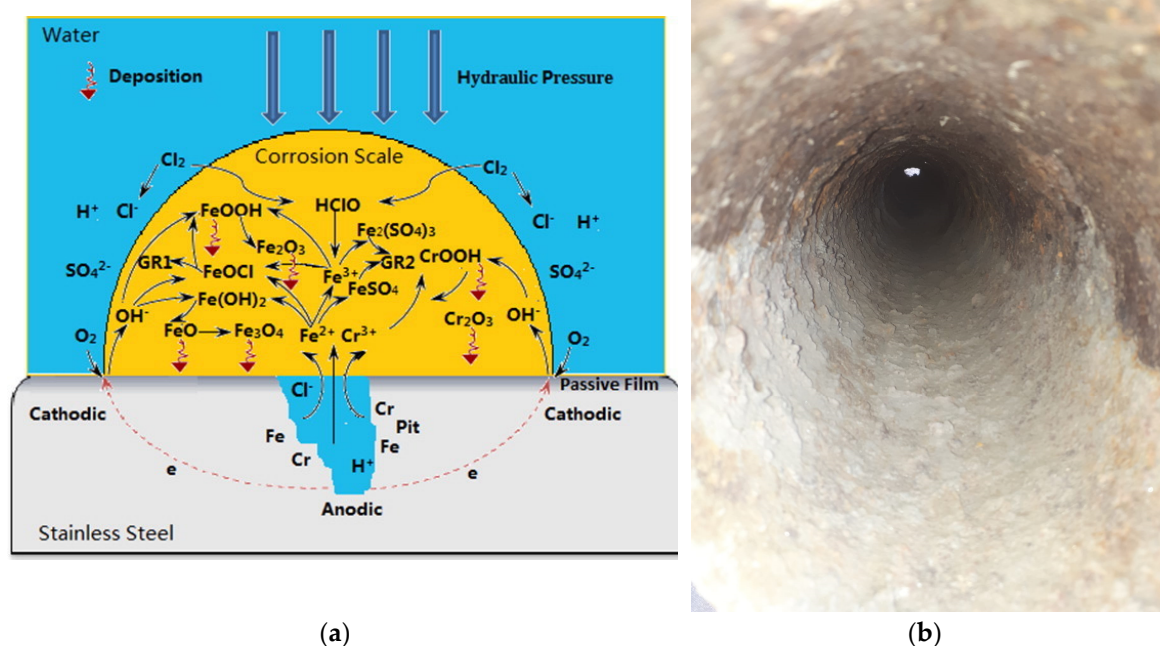 Water
Deposition
Hydraulic Pressure
Corrosion Scale
Cl₂ Cl₂
H⁺ Cl⁻ FeOOH HClO Cl⁻ H⁺
Fe₂O₃ Fe₂(SO₄)₃
SO₄²⁻ GR1 FeOCl Fe³⁺ GR2 CrOOH SO₄²⁻
Fe(OH)₂ FeSO₄
OH⁻ FeO Fe₃O₄ Fe²⁺ Cr³⁺ Cr₂O₃ OH⁻
O₂ O₂
Passive Film
Cathodic Cl⁻ Cr Cathodic
Pit
Fe Fe
Cr H⁺
e e
Anodic
Stainless Steel
(a) (b)